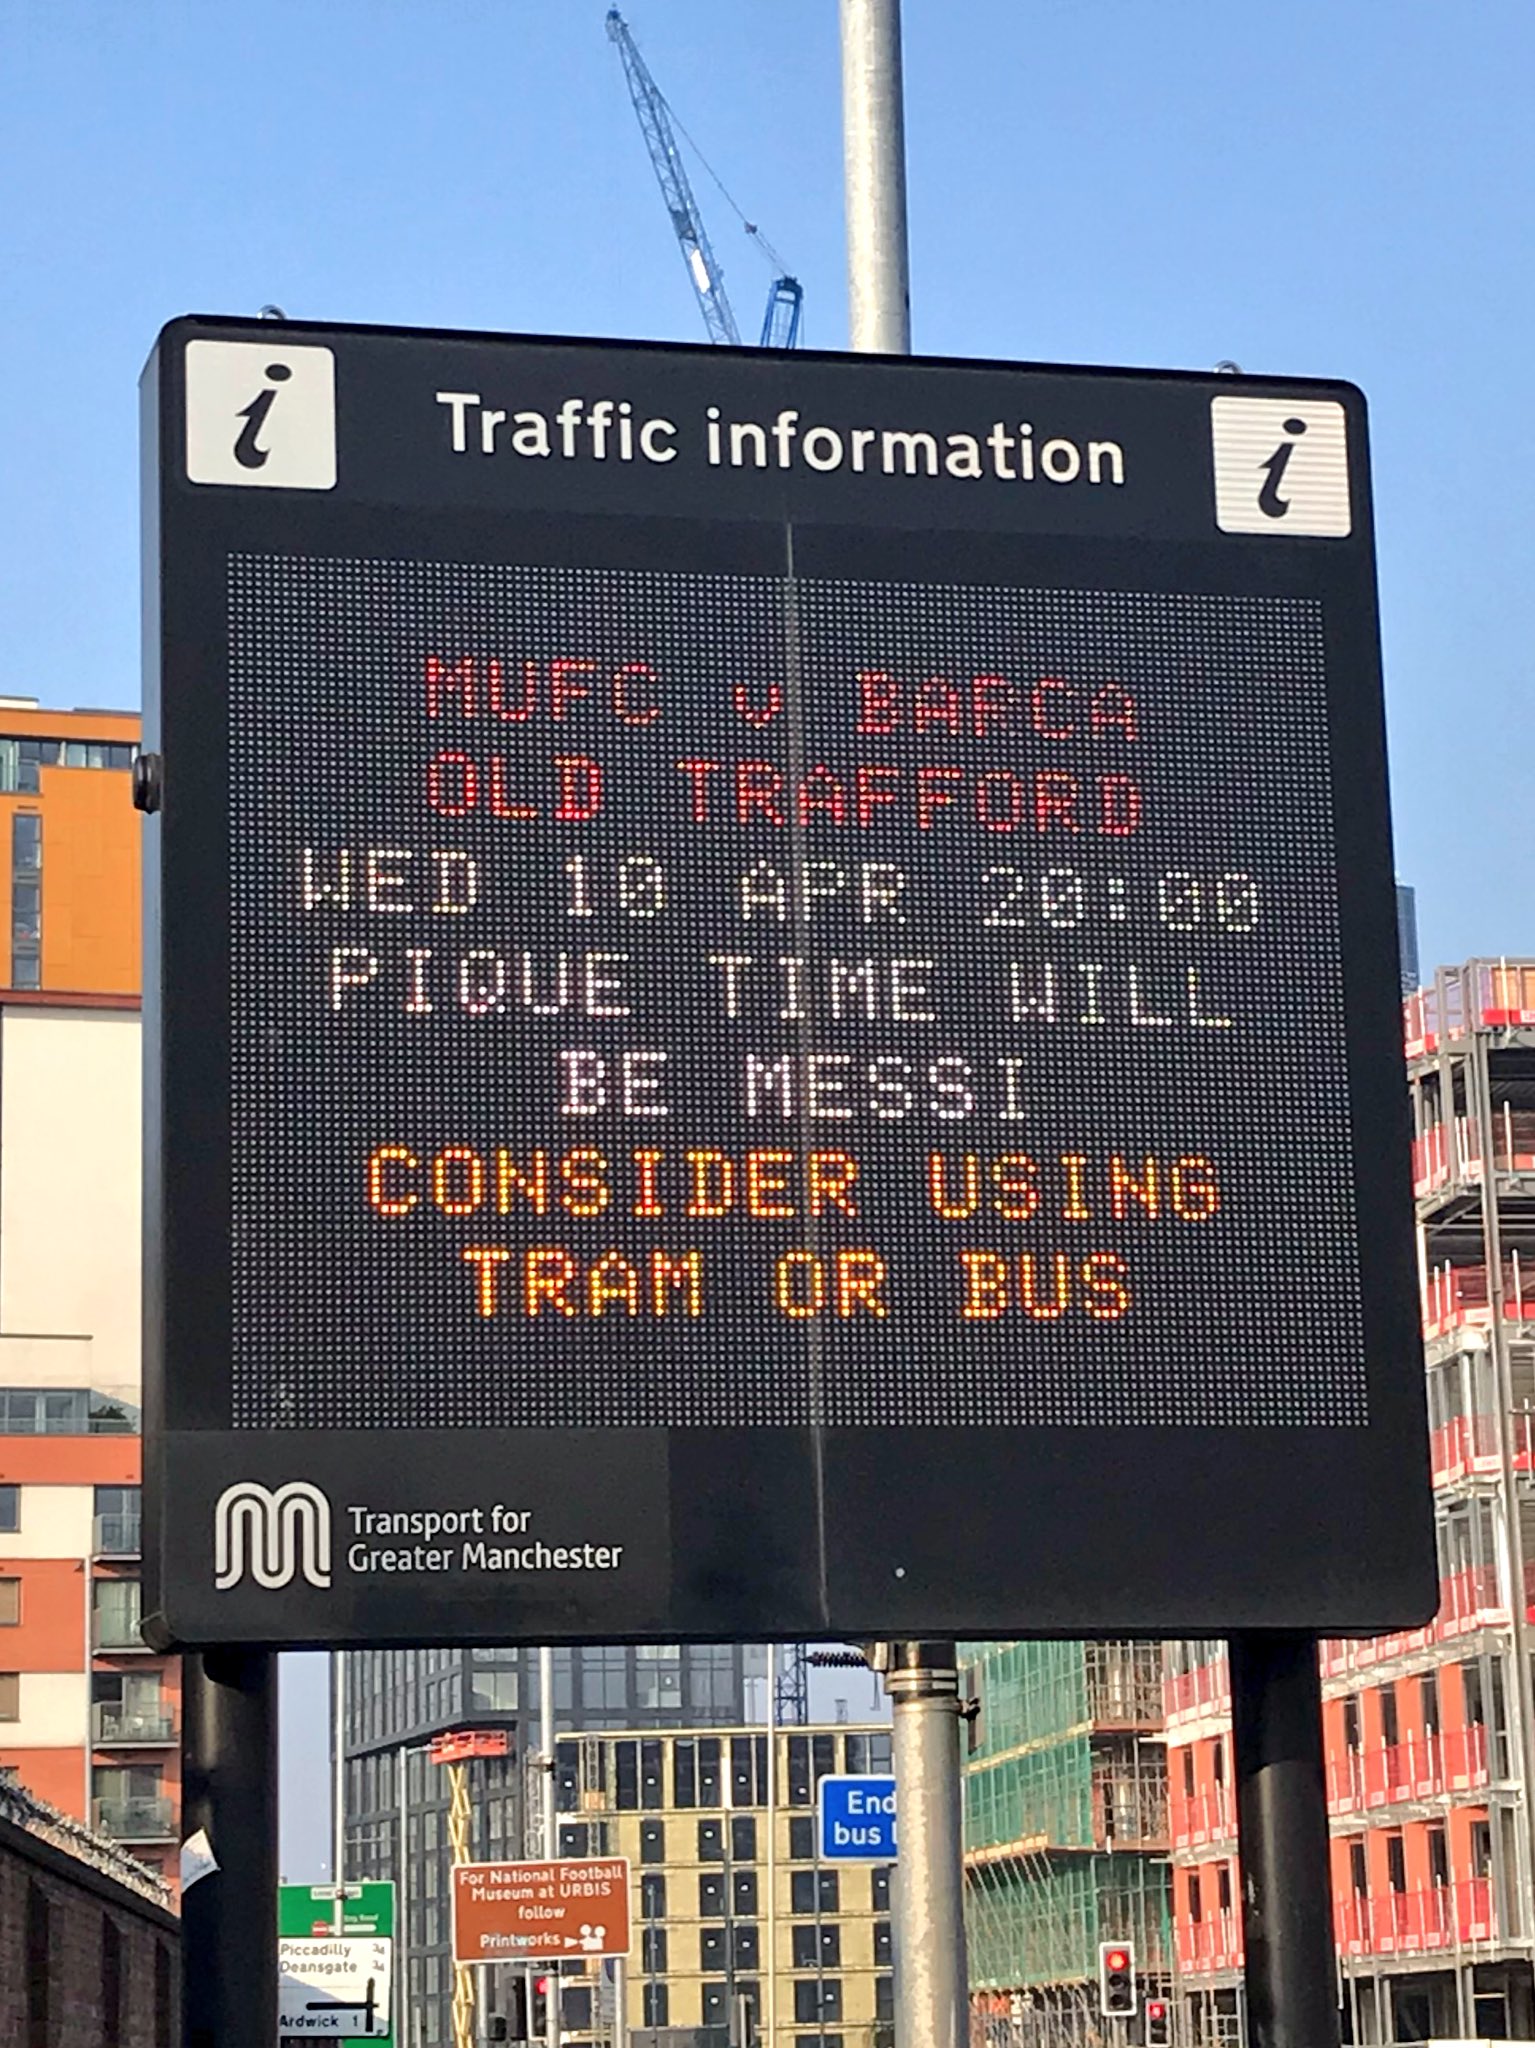 i Traffic information i
MUFC v BARCA
OLD TRAFFORD
WED 10 APR 20:00
PIQUE TIME WILL
BE MESSI
CONSIDER USING
TRAM OR BUS
Transport for
Greater Manchester
End
bus
For National Football
Museum at URBIS
follow
Printworks
Piccadilly
Deansgate
Ardwick 1